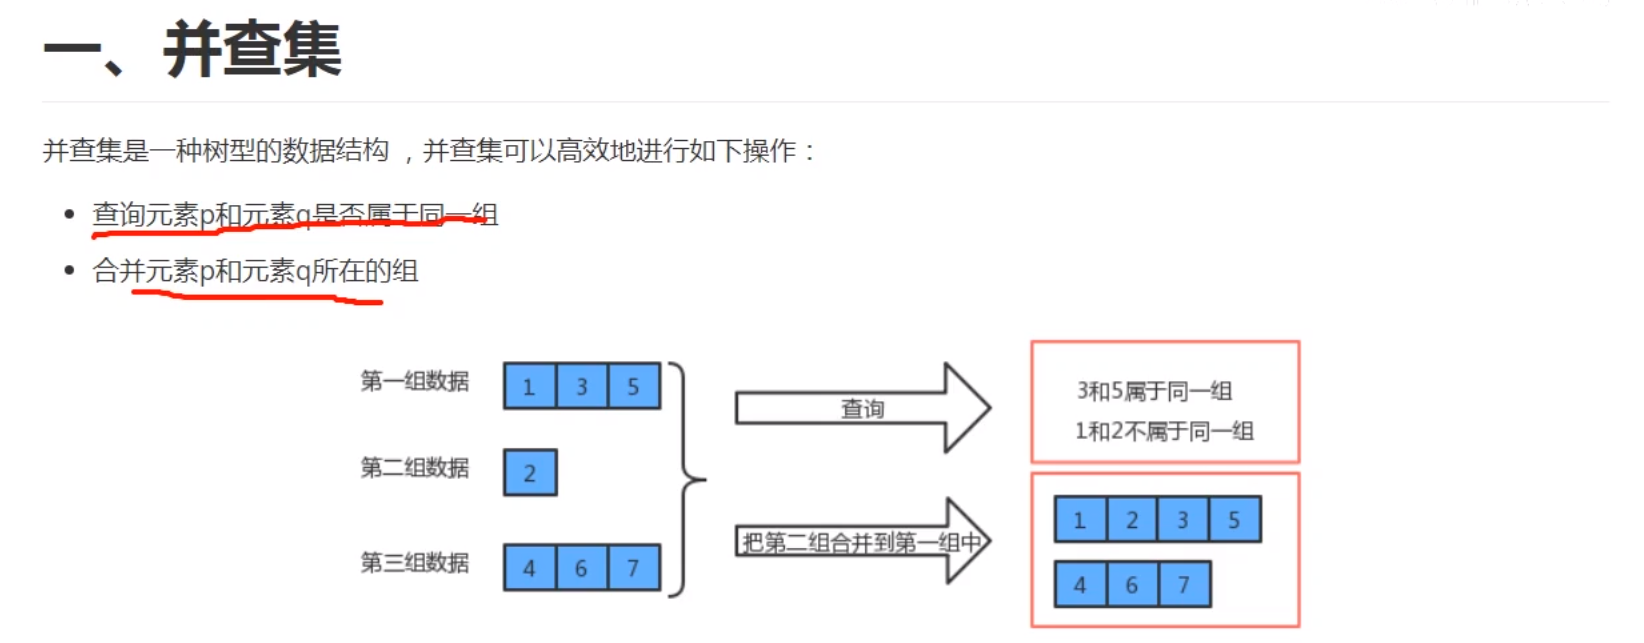 一、并查集
并查集是一种树型的数据结构 ，并查集可以高效地进行如下操作：
• 查询元素p和元素q是否属于同一组
• 合并元素p和元素q所在的组
第一组数据 1 3 5
查询
3和5属于同一组
1和2不属于同一组
第二组数据 2
把第二组合并到第一组中
1 2 3 5
第三组数据 4 6 7
4 6 7